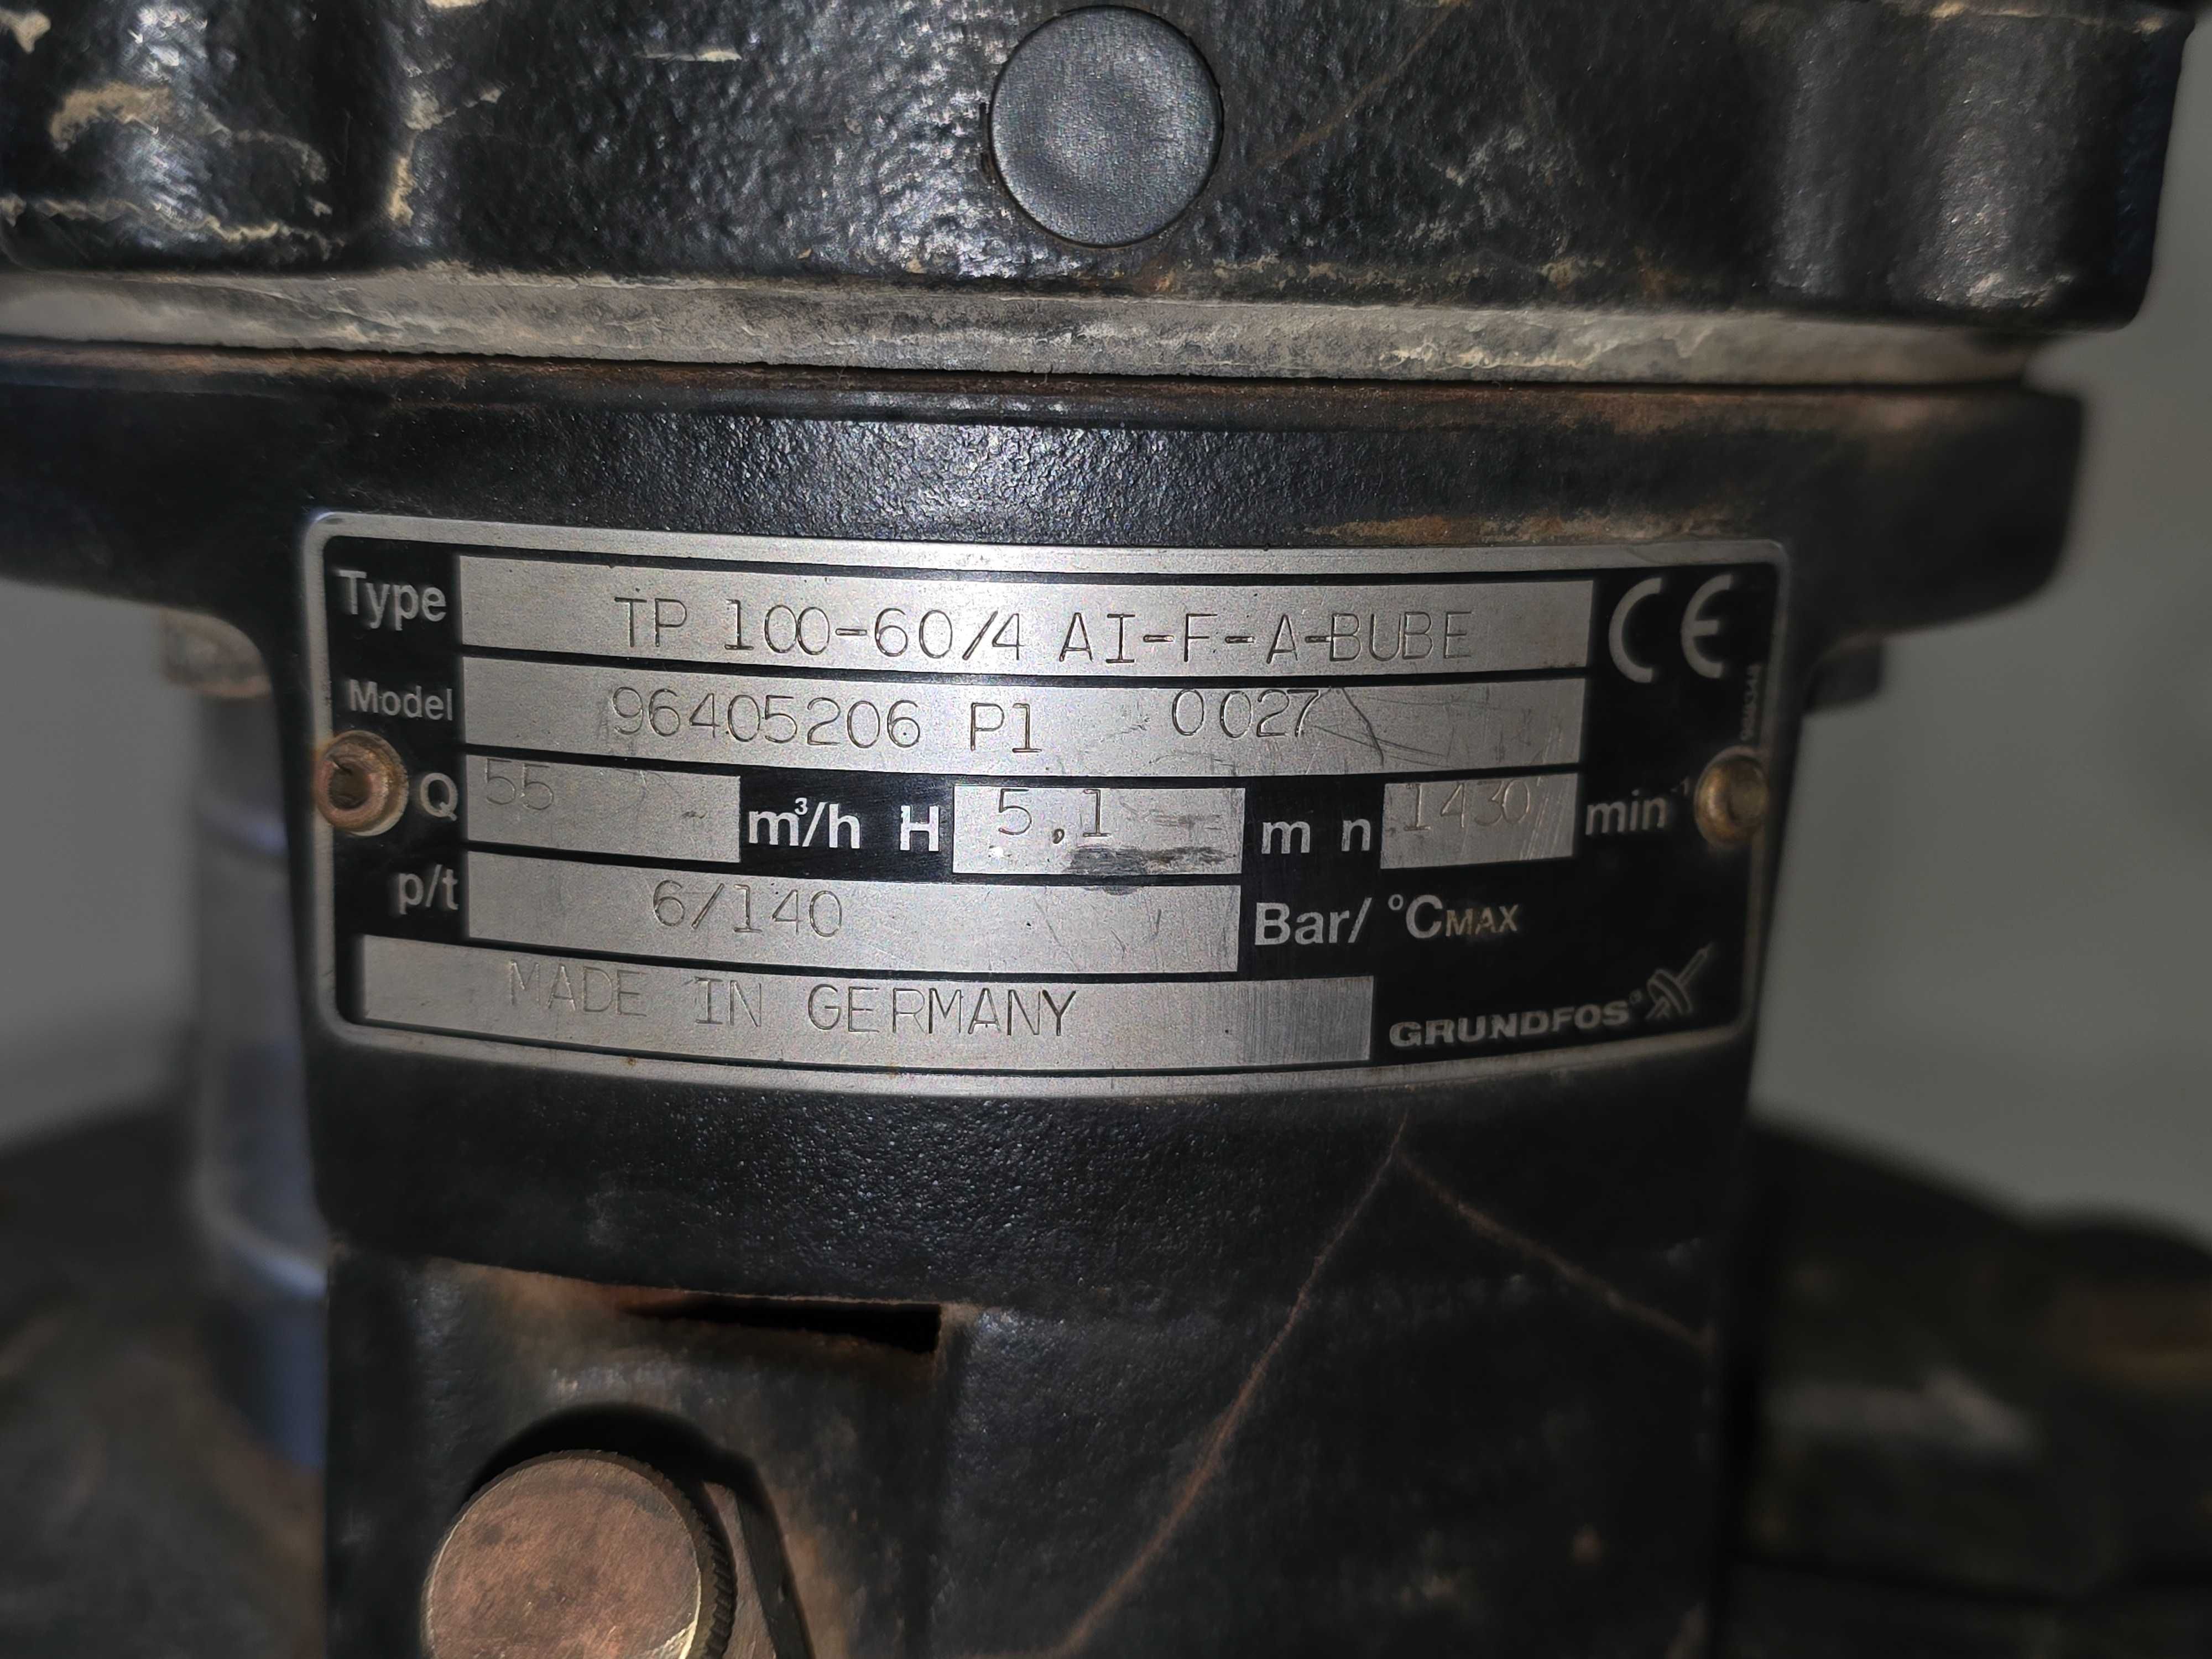 Type TP 100-60/4 AI-F-A-BUBE CE
Model 96405206 P1 0027
Q 55 m³/h H 5,1 m n 1430 min⁻¹
p/t 6/140 Bar/ °CMAX
MADE IN GERMANY GRUNDFOS